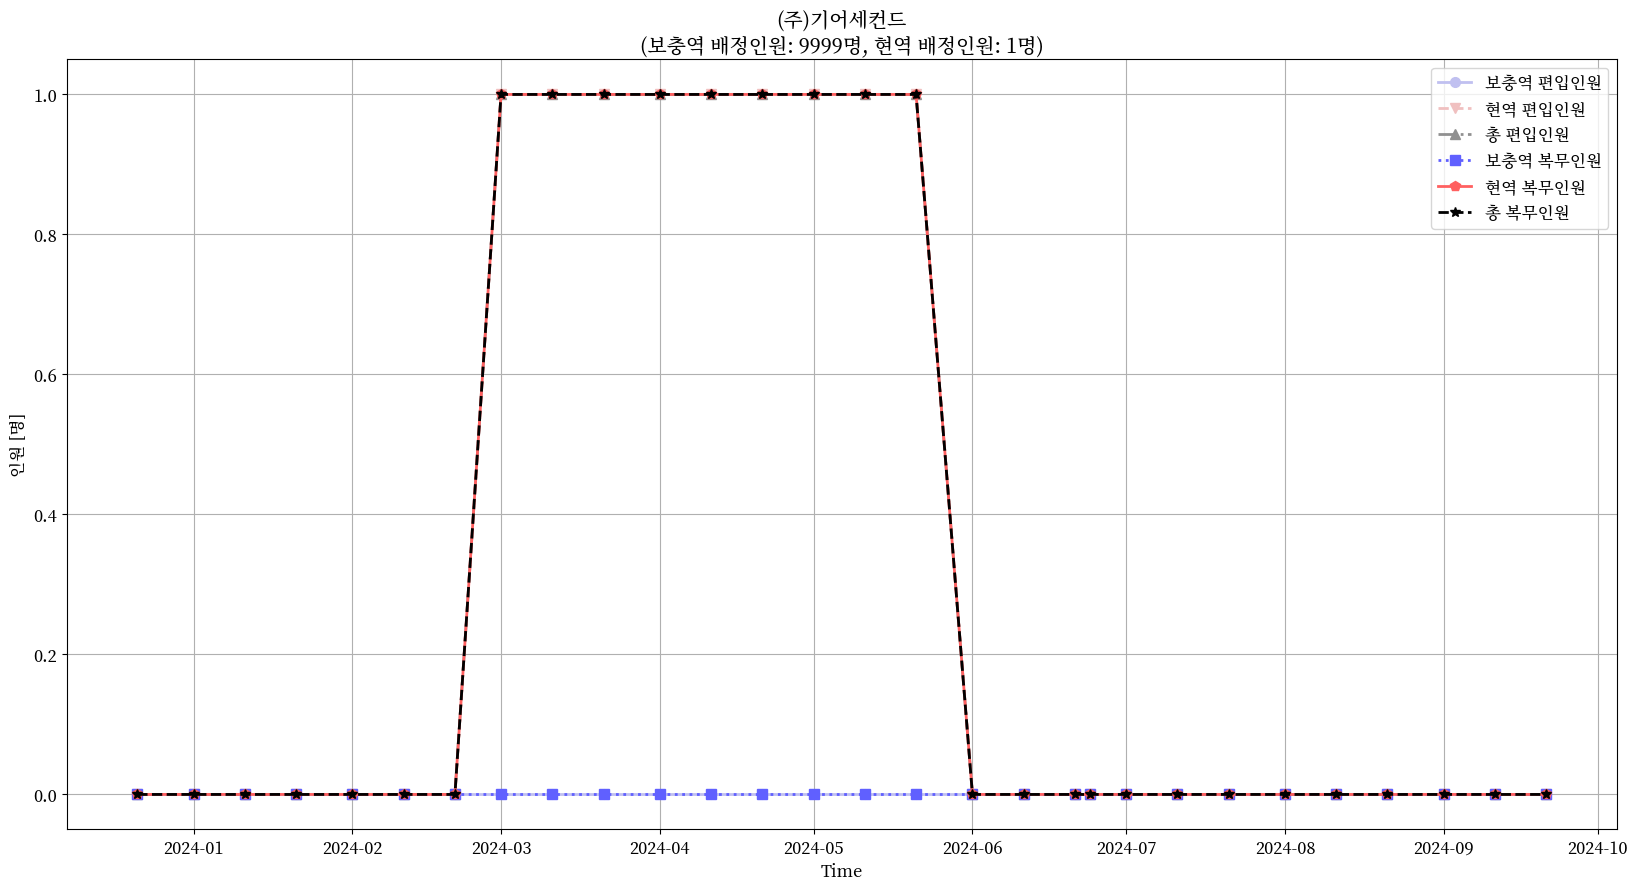 (주)기어세컨드
(보충역 배정인원: 9999명, 현역 배정인원: 1명)
보충역 편입인원
현역 편입인원
총 편입인원
보충역 복무인원
현역 복무인원
총 복무인원
인원 [명]
1.0
0.8
0.6
0.4
0.2
0.0
2024-01 2024-02 2024-03 2024-04 2024-05 2024-06 2024-07 2024-08 2024-09 2024-10
Time